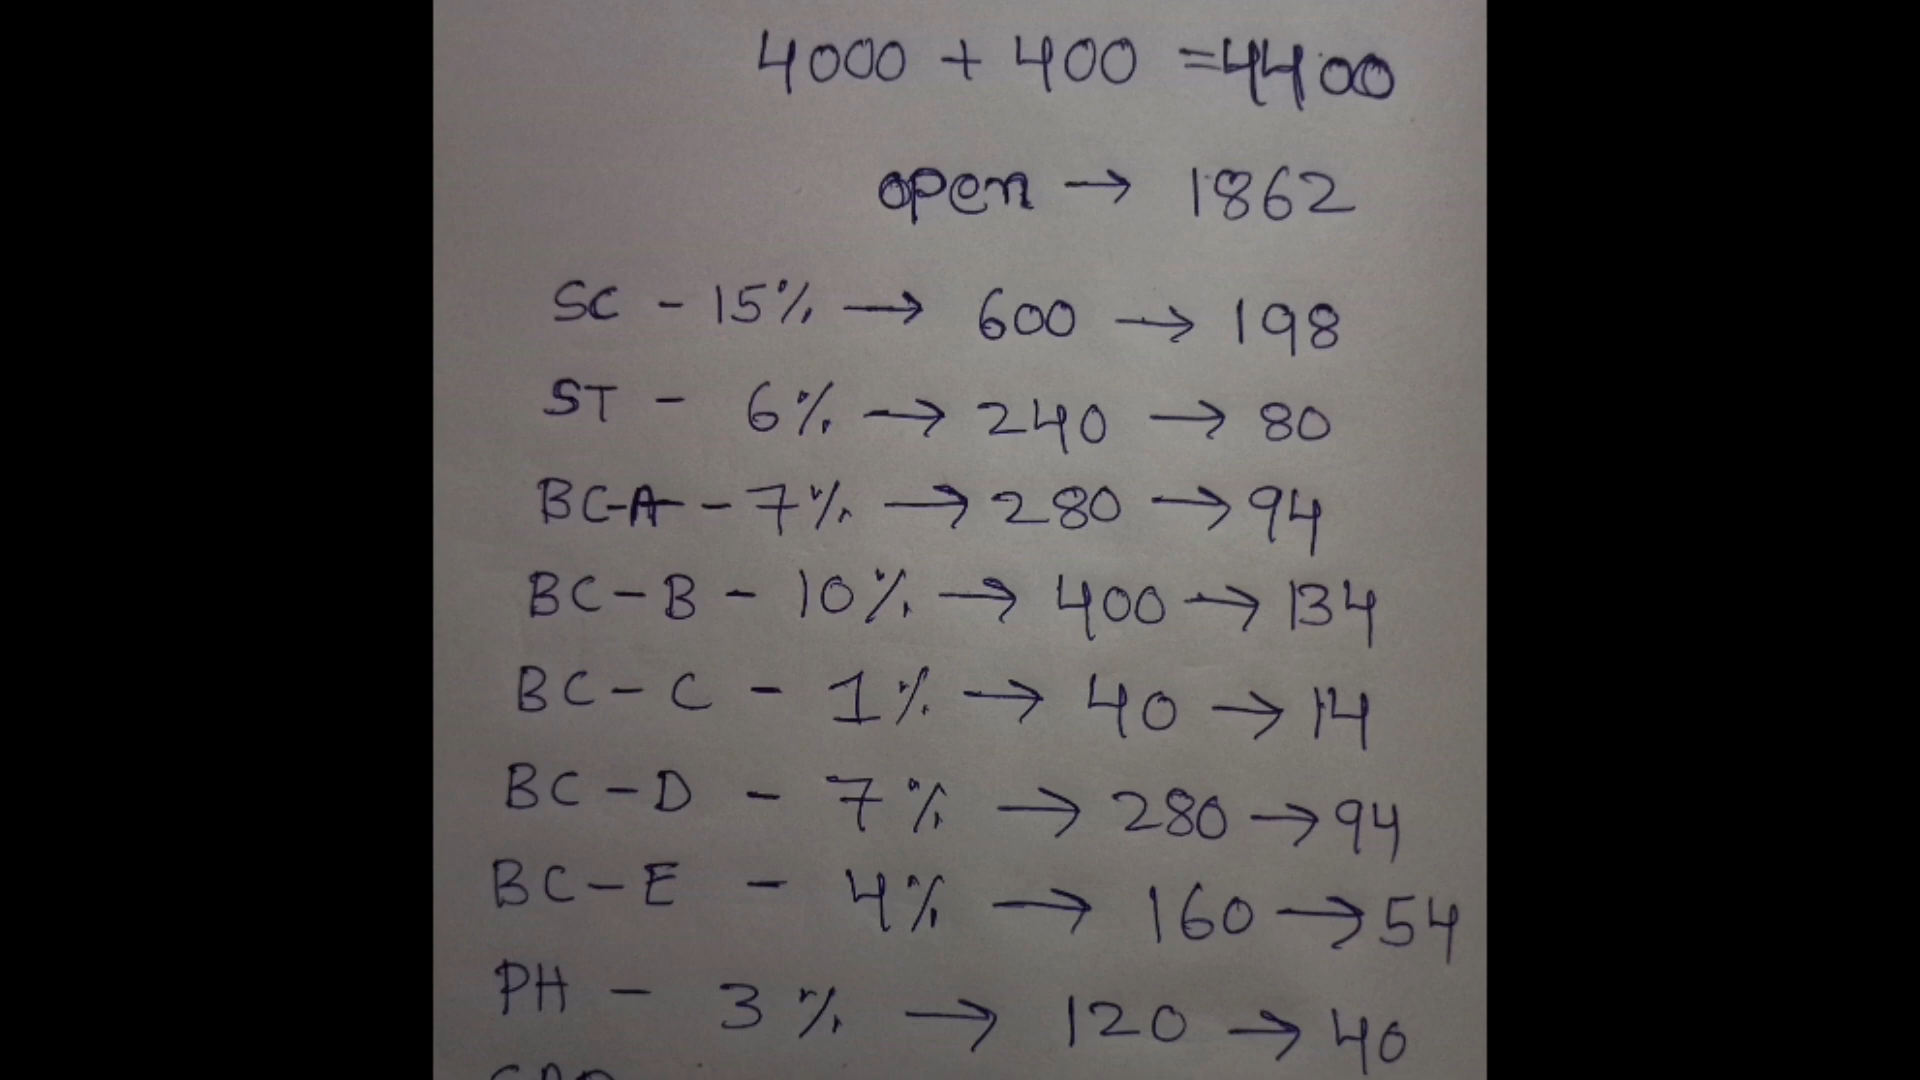 4000 + 400 = 4400
open → 1862
SC - 15% → 600 → 198
ST - 6% → 240 → 80
BC-A - 7% → 280 → 94
BC-B - 10% → 400 → 134
BC-C - 1% → 40 → 14
BC-D - 7% → 280 → 94
BC-E - 4% → 160 → 54
PH - 3% → 120 → 40